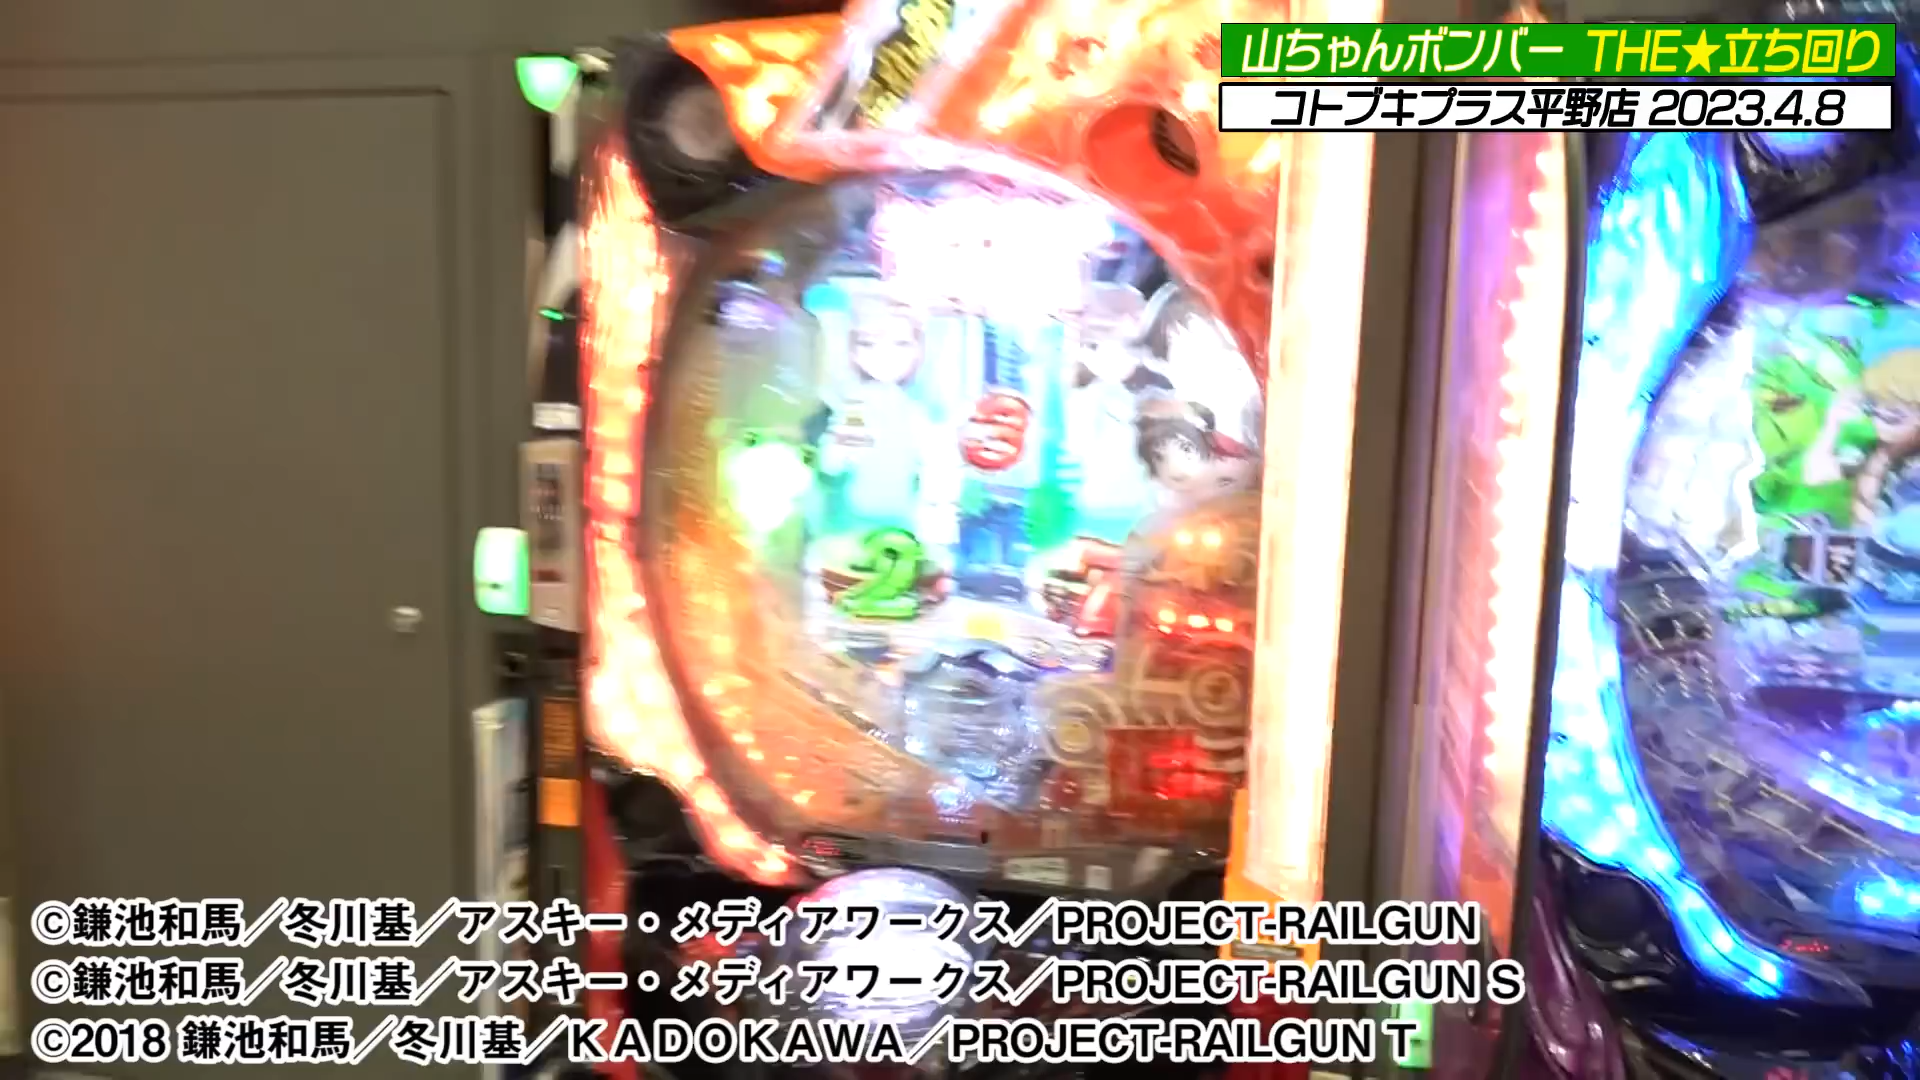 山ちゃんボンバー THE★立ち回り
コトブキプラス平野店 2023.4.8
3
2
7
©鎌池和馬／冬川基／アスキー・メディアワークス／PROJECT-RAILGUN
©鎌池和馬／冬川基／アスキー・メディアワークス／PROJECT-RAILGUN S
©2018 鎌池和馬／冬川基／KADOKAWA／PROJECT-RAILGUN T